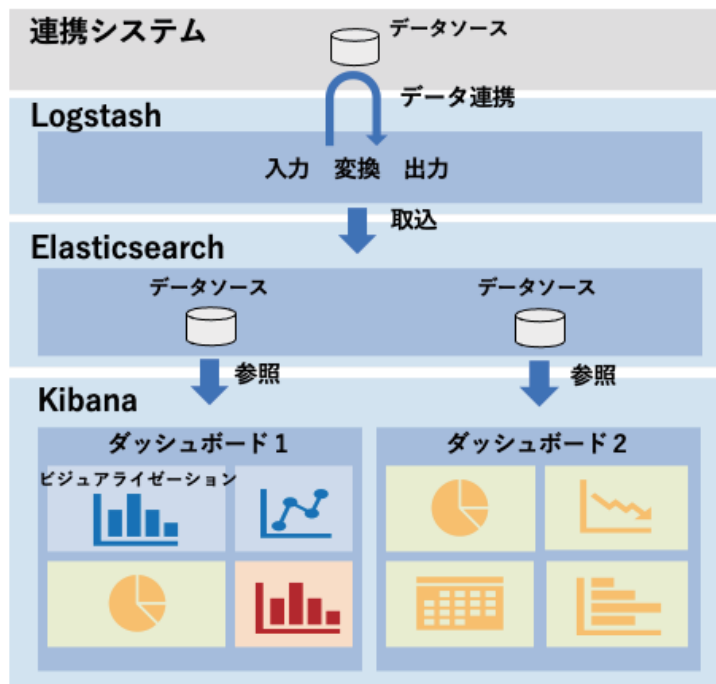 連携システム
データソース
データ連携
Logstash
入力 変換 出力
取込
Elasticsearch
データソース
データソース
参照
参照
Kibana
ダッシュボード1
ダッシュボード2
ビジュアライゼーション